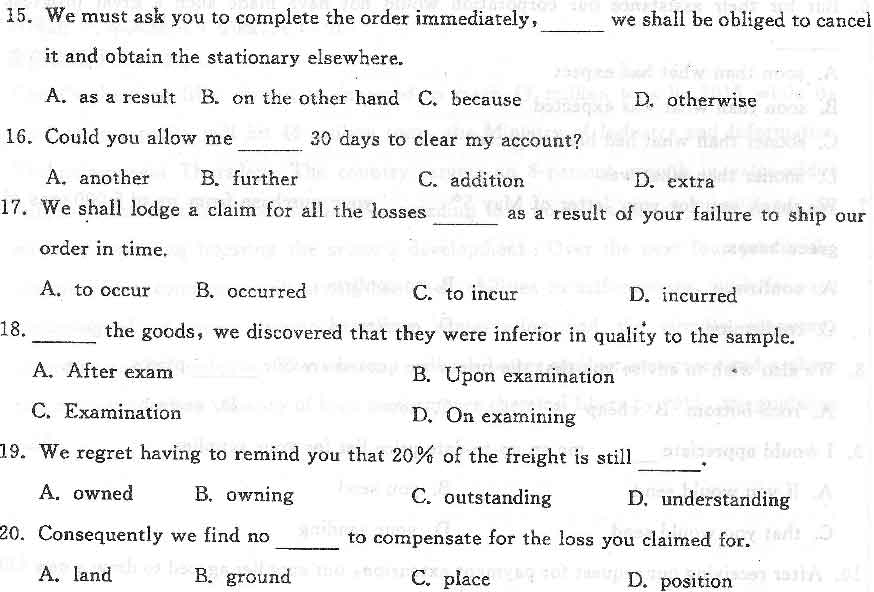 15. We must ask you to complete the order immediately, ______ we shall be obliged to cancel
it and obtain the stationary elsewhere.
A. as a result B. on the other hand C. because D. otherwise
16. Could you allow me ______ 30 days to clear my account?
A. another B. further C. addition D. extra
17. We shall lodge a claim for all the losses ______ as a result of your failure to ship our
order in time.
A. to occur B. occurred C. to incur D. incurred
18. ______ the goods, we discovered that they were inferior in quality to the sample.
A. After exam B. Upon examination
C. Examination D. On examining
19. We regret having to remind you that 20% of the freight is still ______.
A. owned B. owning C. outstanding D. understanding
20. Consequently we find no ______ to compensate for the loss you claimed for.
A. land B. ground C. place D. position